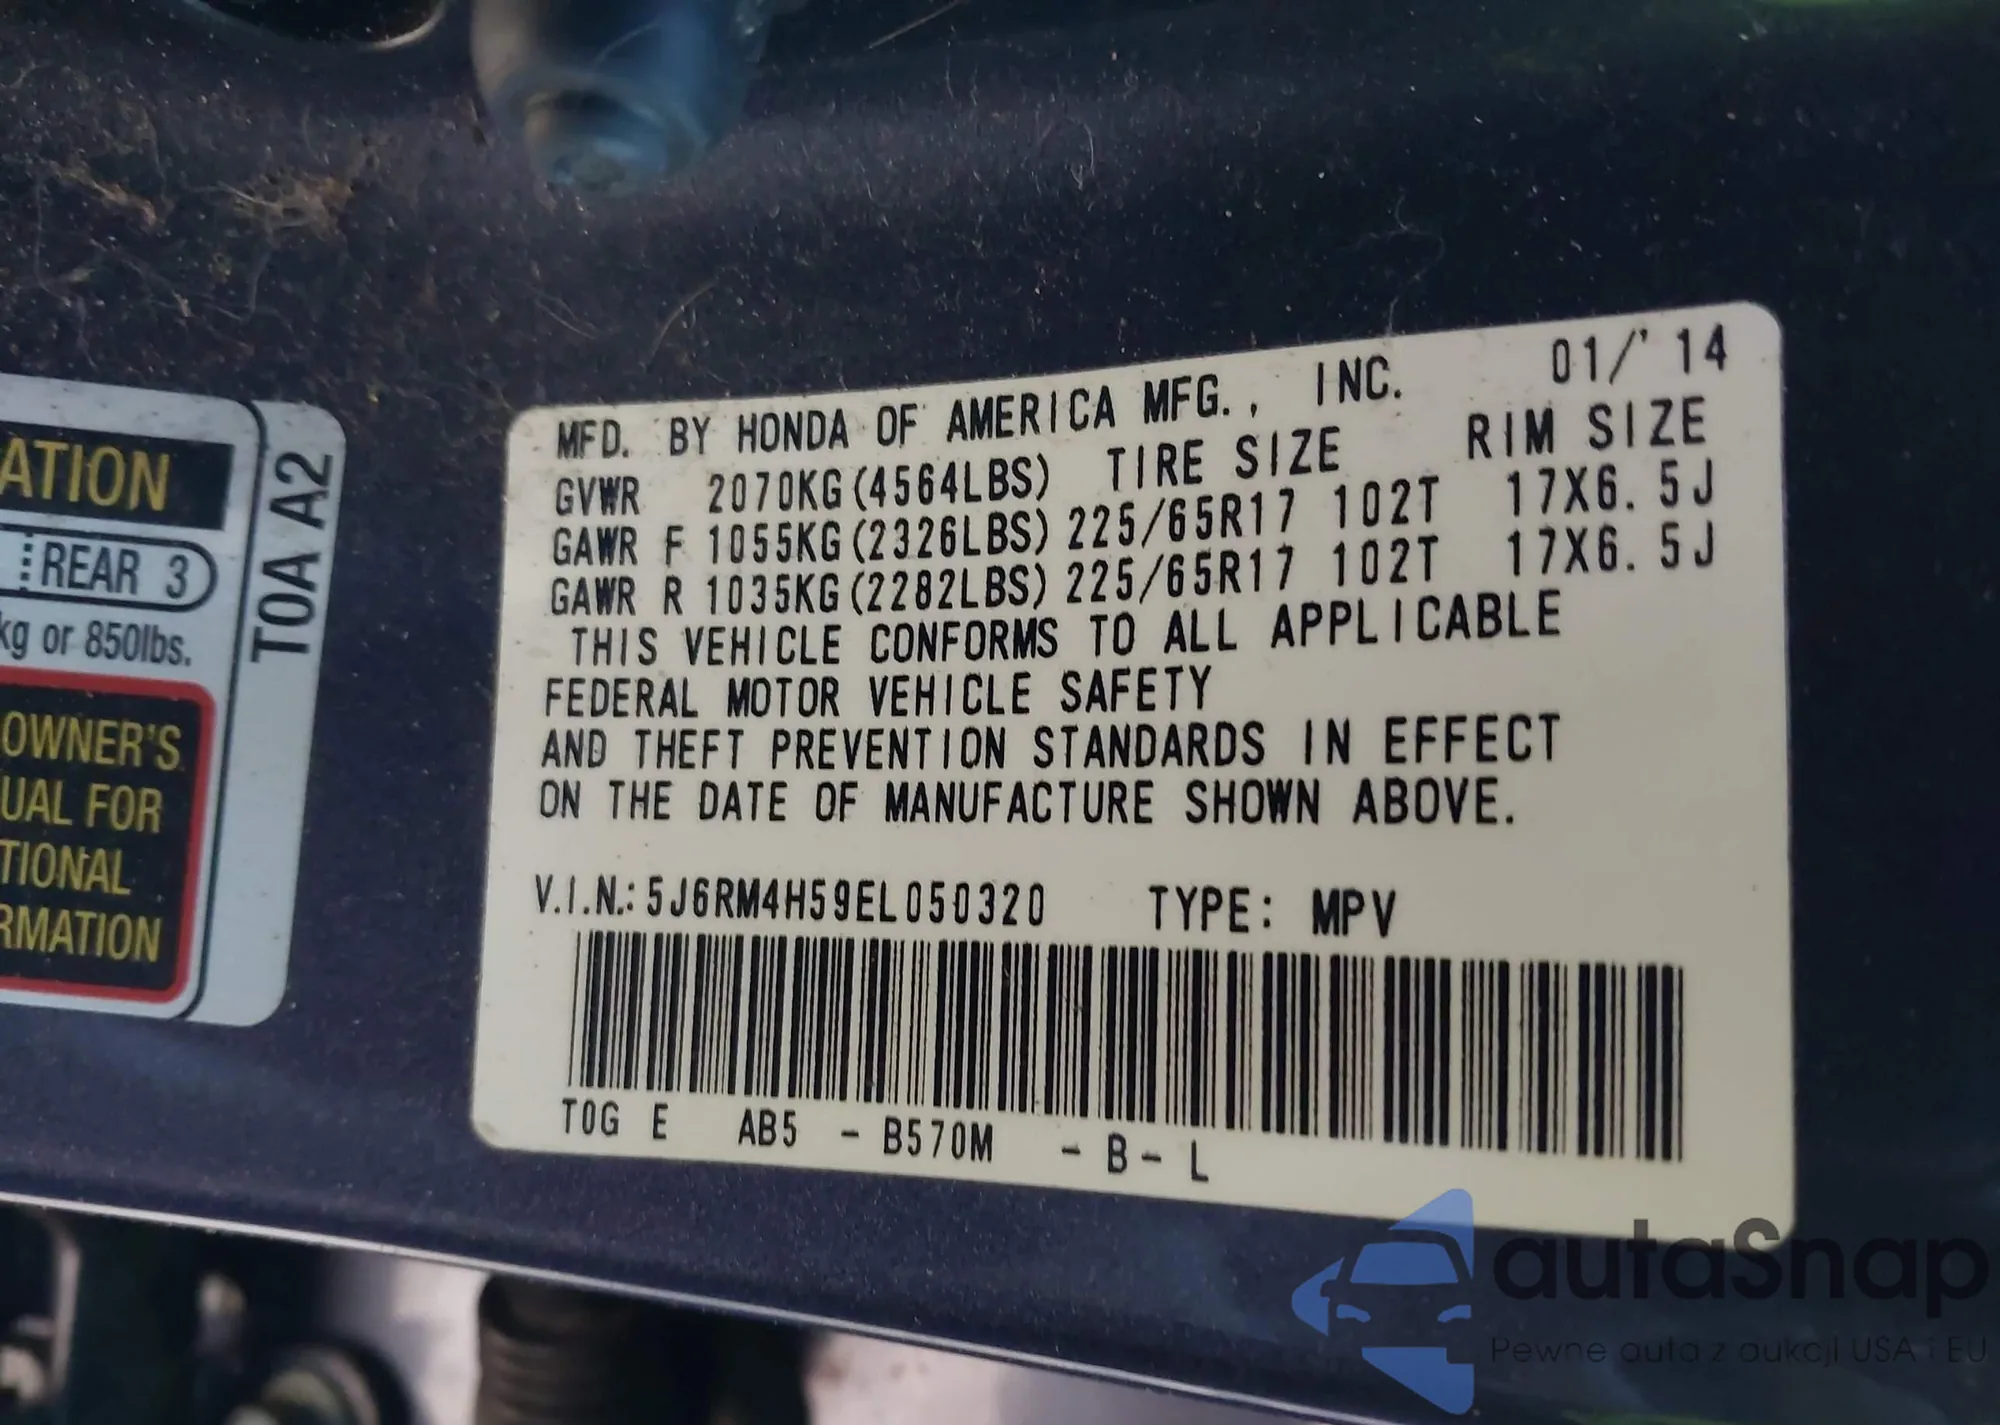 ATION
REAR 3
kg or 850lbs.
OWNER'S
UAL FOR
TIONAL
RMATION
T0A A2
MFD. BY HONDA OF AMERICA MFG., INC. 01/'14
GVWR 2070KG(4564LBS) TIRE SIZE RIM SIZE
GAWR F 1055KG(2326LBS) 225/65R17 102T 17X6.5J
GAWR R 1035KG(2282LBS) 225/65R17 102T 17X6.5J
THIS VEHICLE CONFORMS TO ALL APPLICABLE
FEDERAL MOTOR VEHICLE SAFETY
AND THEFT PREVENTION STANDARDS IN EFFECT
ON THE DATE OF MANUFACTURE SHOWN ABOVE.
V.I.N.: 5J6RM4H59EL050320 TYPE: MPV
T0G E AB5 - B570M - B - L
autaSnap
Pewne auta z aukcji USA i EU